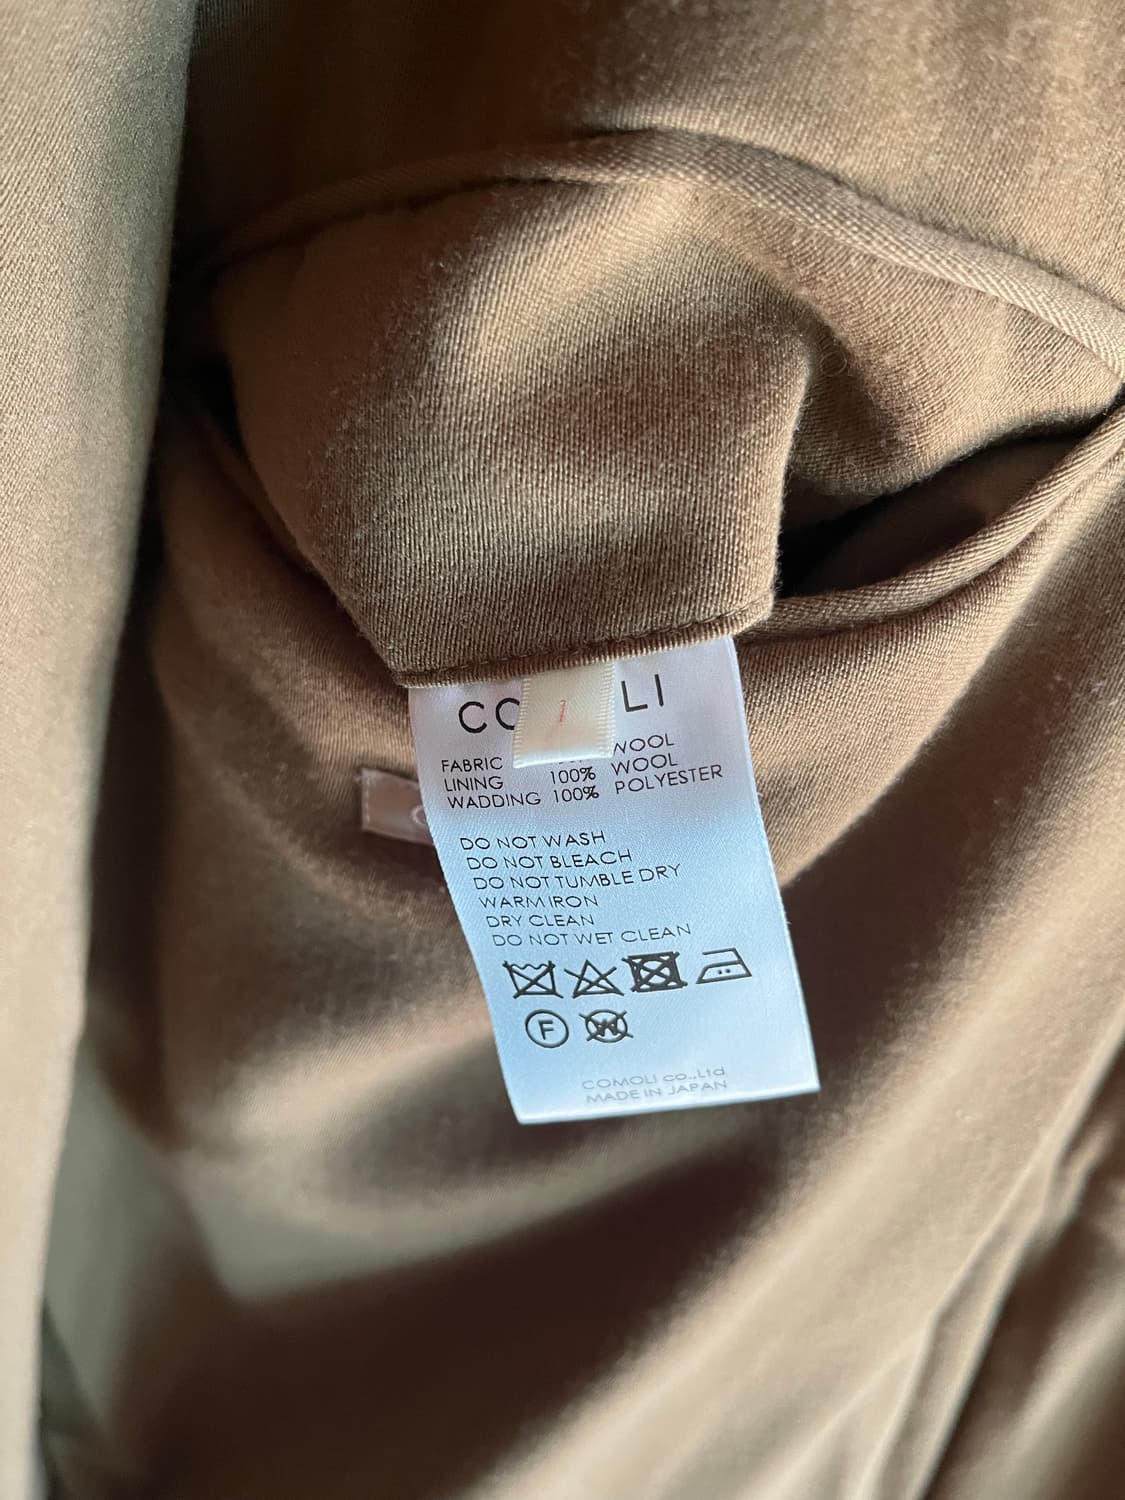 CO LI
1
FABRIC WOOL
LINING 100% WOOL
WADDING 100% POLYESTER
DO NOT WASH
DO NOT BLEACH
DO NOT TUMBLE DRY
WARM IRON
DRY CLEAN
DO NOT WET CLEAN
F W
COMOLI co.,Ltd
MADE IN JAPAN